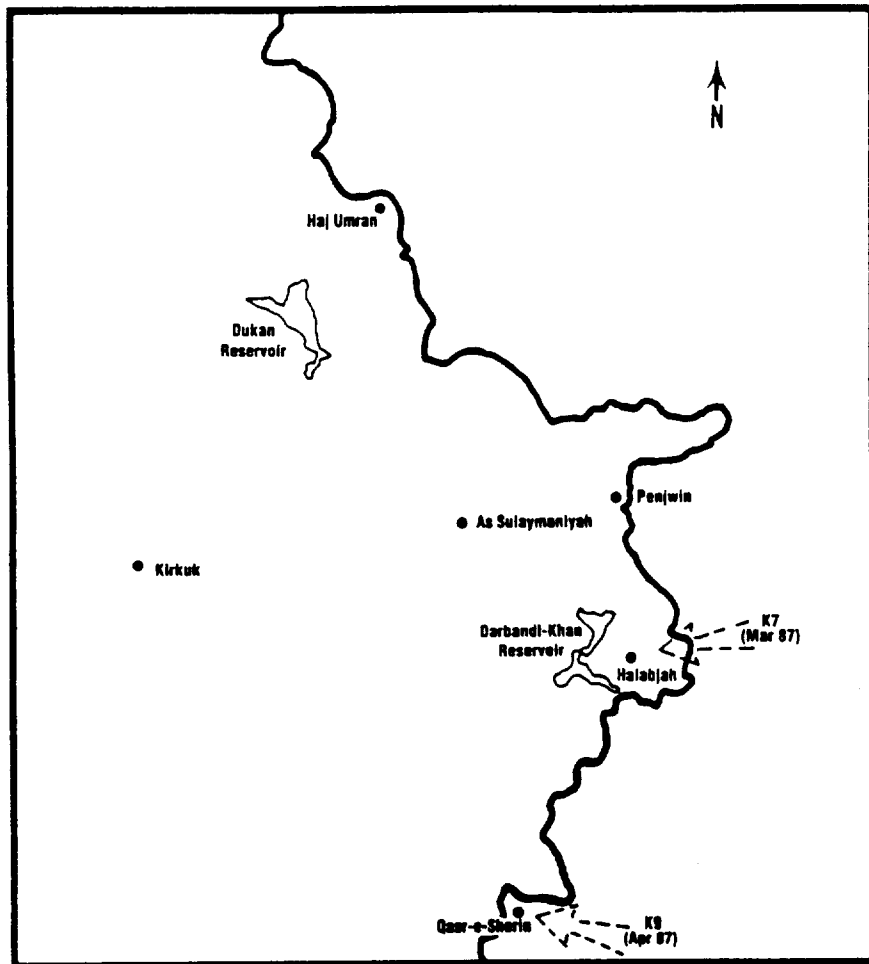 N
Haj Umran
Dukan
Reservoir
Penjwin
As Sulaymaniyah
Kirkuk
Darbandi-Khan
Reservoir
K7
(Mar 87)
Halabjah
Qasr-e-Sherin
K9
(Apr 87)